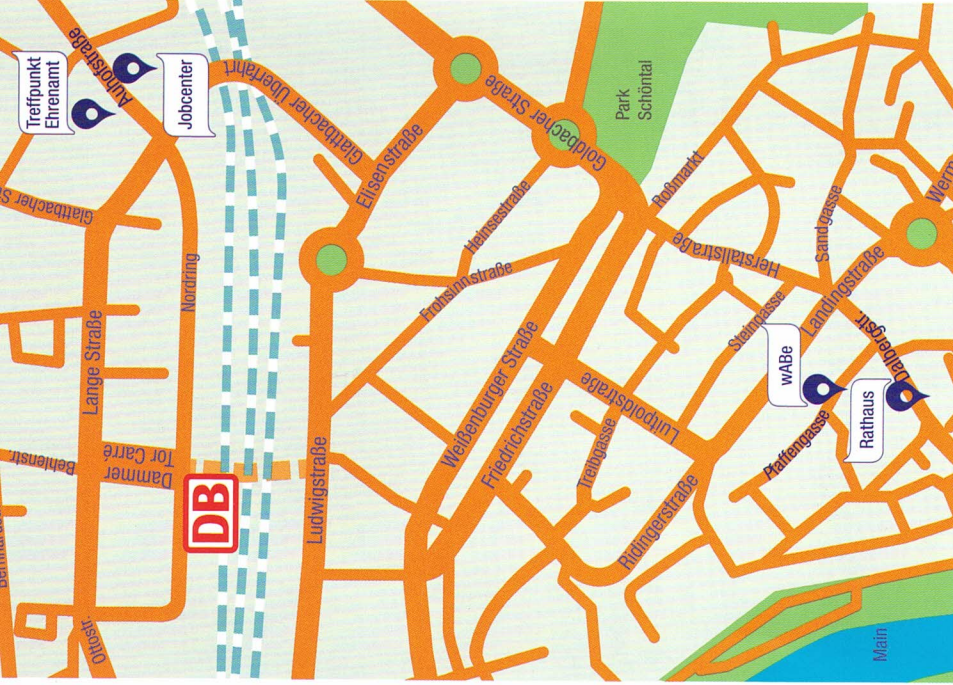 Treffpunkt
Ehrenamt
Auhofstraße
Jobcenter
Glattbacher Überfahrt
Glattbacher S
Elisenstraße
Goldbacher Straße
Park
Schöntal
Nordring
Lange Straße
Behlenstr.
Dammer
Tor Carré
DB
Ottostr.
Ludwigstraße
Heinsestraße
Frohsinnstraße
Weißenburger Straße
Friedrichstraße
Luitpoldstraße
Treibgasse
Ridingerstraße
Roßmarkt
Herstallstraße
Sandgasse
Steingasse
Landingstraße
Werm
wABe
Dalbergstr.
Rathaus
Pfaffengasse
Main